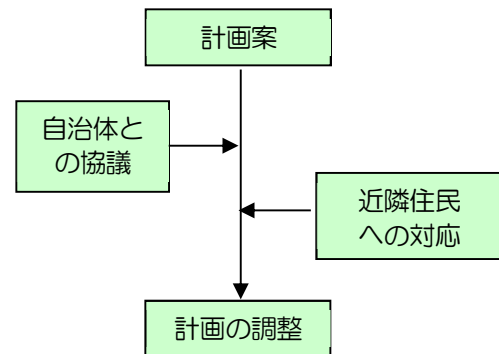 計画案
自治体と
の協議
近隣住民
への対応
計画の調整